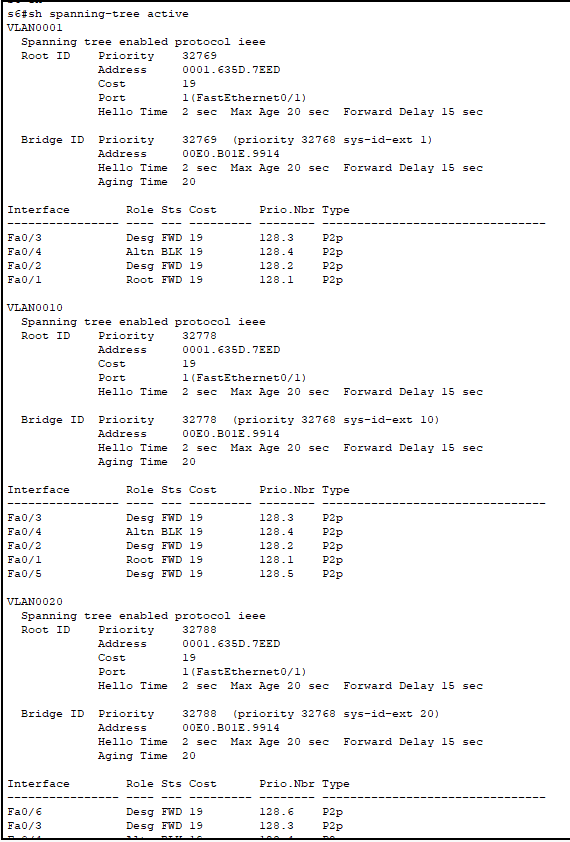 s6#sh spanning-tree active
VLAN0001
  Spanning tree enabled protocol ieee
  Root ID    Priority    32769
             Address     0001.635D.7EED
             Cost        19
             Port        1(FastEthernet0/1)
             Hello Time  2 sec  Max Age 20 sec  Forward Delay 15 sec

  Bridge ID  Priority    32769  (priority 32768 sys-id-ext 1)
             Address     00E0.B01E.9914
             Hello Time  2 sec  Max Age 20 sec  Forward Delay 15 sec
             Aging Time  20

Interface        Role Sts Cost      Prio.Nbr Type
---------------- ---- --- --------- -------- --------------------------------
Fa0/3            Desg FWD 19        128.3    P2p
Fa0/4            Altn BLK 19        128.4    P2p
Fa0/2            Desg FWD 19        128.2    P2p
Fa0/1            Root FWD 19        128.1    P2p

VLAN0010
  Spanning tree enabled protocol ieee
  Root ID    Priority    32778
             Address     0001.635D.7EED
             Cost        19
             Port        1(FastEthernet0/1)
             Hello Time  2 sec  Max Age 20 sec  Forward Delay 15 sec

  Bridge ID  Priority    32778  (priority 32768 sys-id-ext 10)
             Address     00E0.B01E.9914
             Hello Time  2 sec  Max Age 20 sec  Forward Delay 15 sec
             Aging Time  20

Interface        Role Sts Cost      Prio.Nbr Type
---------------- ---- --- --------- -------- --------------------------------
Fa0/3            Desg FWD 19        128.3    P2p
Fa0/4            Altn BLK 19        128.4    P2p
Fa0/2            Desg FWD 19        128.2    P2p
Fa0/1            Root FWD 19        128.1    P2p
Fa0/5            Desg FWD 19        128.5    P2p

VLAN0020
  Spanning tree enabled protocol ieee
  Root ID    Priority    32788
             Address     0001.635D.7EED
             Cost        19
             Port        1(FastEthernet0/1)
             Hello Time  2 sec  Max Age 20 sec  Forward Delay 15 sec

  Bridge ID  Priority    32788  (priority 32768 sys-id-ext 20)
             Address     00E0.B01E.9914
             Hello Time  2 sec  Max Age 20 sec  Forward Delay 15 sec
             Aging Time  20

Interface        Role Sts Cost      Prio.Nbr Type
---------------- ---- --- --------- -------- --------------------------------
Fa0/6            Desg FWD 19        128.6    P2p
Fa0/3            Desg FWD 19        128.3    P2p